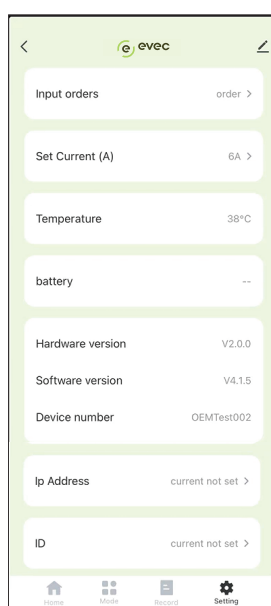 evec
Input orders order >
Set Current (A) 6A >
Temperature 38°C
battery --
Hardware version V2.0.0
Software version V4.1.5
Device number OEMTest002
Ip Address current not set >
ID current not set >
Home Mode Record Setting